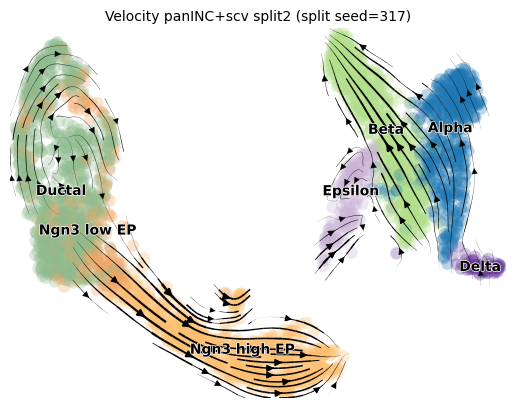 Velocity panINC+scv split2 (split seed=317)
Beta
Alpha
Ductal
Epsilon
Ngn3 low EP
Delta
Ngn3 high EP